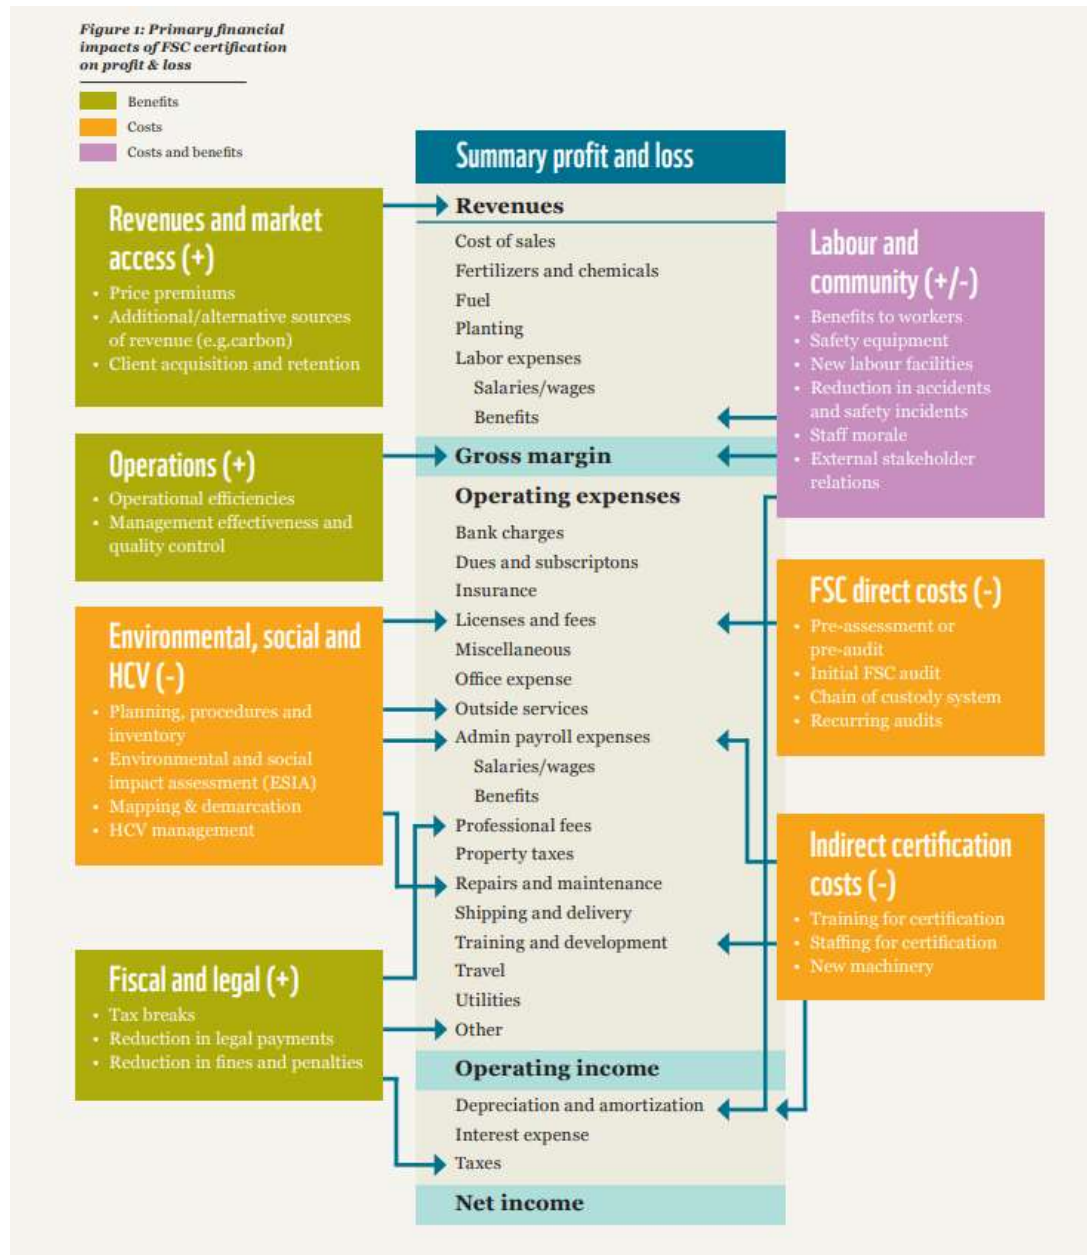 Figure 1: Primary financial
impacts of FSC certification
on profit & loss
Benefits
Costs
Costs and benefits
Revenues and market
access (+)
• Price premiums
• Additional/alternative sources
of revenue (e.g.carbon)
• Client acquisition and retention
Operations (+)
• Operational efficiencies
• Management effectiveness and
quality control
Environmental, social and
HCV (-)
• Planning, procedures and
inventory
• Environmental and social
impact assessment (ESIA)
• Mapping & demarcation
• HCV management
Fiscal and legal (+)
• Tax breaks
• Reduction in legal payments
• Reduction in fines and penalties
Summary profit and loss
Revenues
Cost of sales
Fertilizers and chemicals
Fuel
Planting
Labor expenses
Salaries/wages
Benefits
Gross margin
Operating expenses
Bank charges
Dues and subscriptons
Insurance
Licenses and fees
Miscellaneous
Office expense
Outside services
Admin payroll expenses
Salaries/wages
Benefits
Professional fees
Property taxes
Repairs and maintenance
Shipping and delivery
Training and development
Travel
Utilities
Other
Operating income
Depreciation and amortization
Interest expense
Taxes
Net income
Labour and
community (+/-)
• Benefits to workers
• Safety equipment
• New labour facilities
• Reduction in accidents
and safety incidents
• Staff morale
• External stakeholder
relations
FSC direct costs (-)
• Pre-assessment or
pre-audit
• Initial FSC audit
• Chain of custody system
• Recurring audits
Indirect certification
costs (-)
• Training for certification
• Staffing for certification
• New machinery